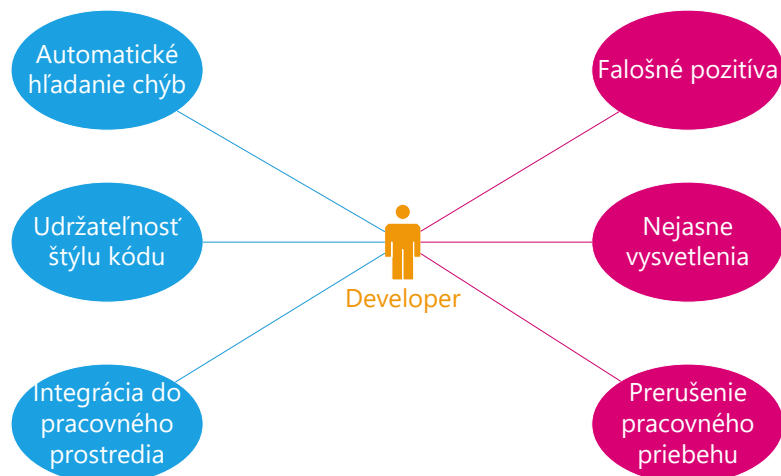 Automatické
hľadanie chýb
Falošné pozitíva
Udržateľnosť
štýlu kódu
Nejasne
vysvetlenia
Developer
Integrácia do
pracovného
prostredia
Prerušenie
pracovného
priebehu